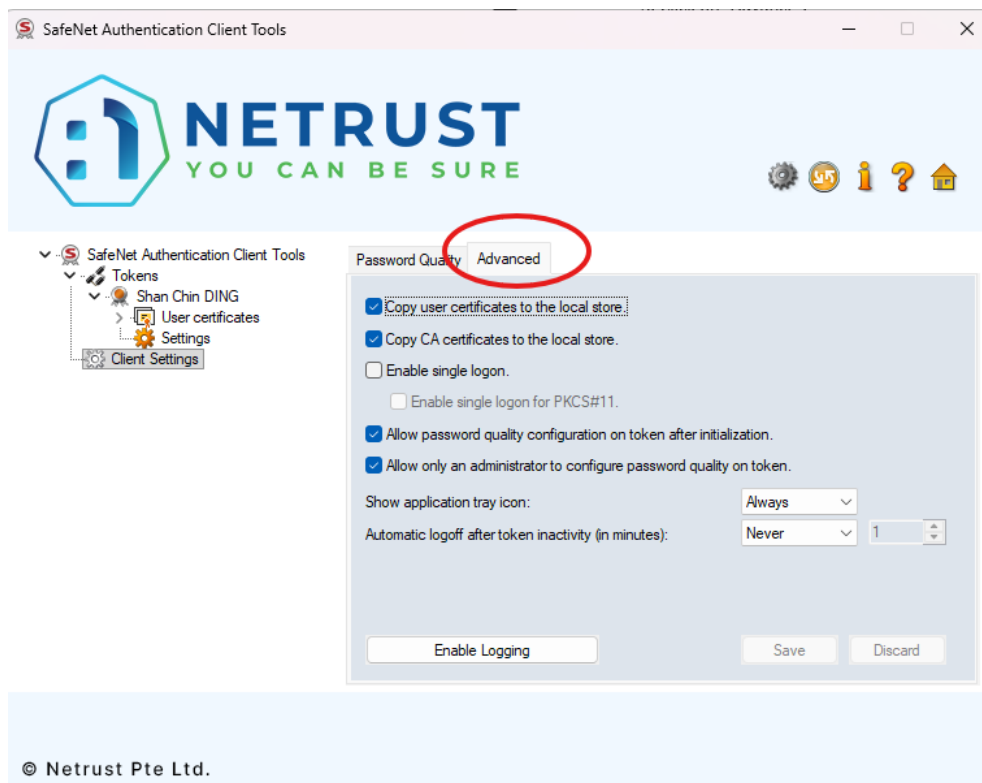 SafeNet Authentication Client Tools
NETRUST
YOU CAN BE SURE
SafeNet Authentication Client Tools
Tokens
Shan Chin DING
User certificates
Settings
Client Settings
Password Quality
Advanced
Copy user certificates to the local store.
Copy CA certificates to the local store.
Enable single logon.
Enable single logon for PKCS#11.
Allow password quality configuration on token after initialization.
Allow only an administrator to configure password quality on token.
Show application tray icon: Always
Automatic logoff after token inactivity (in minutes): Never 1
Enable Logging
Save
Discard
© Netrust Pte Ltd.